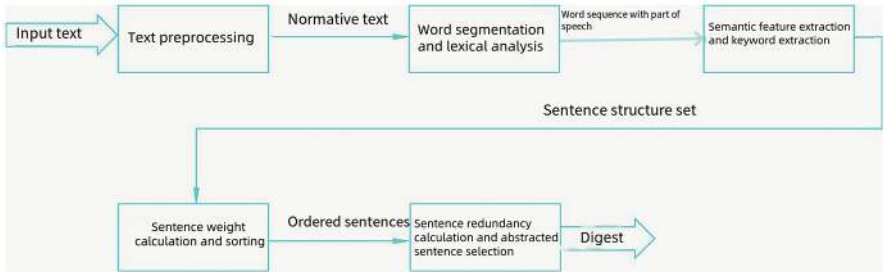 Input text
Text preprocessing
Normative text
Word segmentation
and lexical analysis
Word sequence with part of
speech
Semantic feature extraction
and keyword extraction
Sentence structure set
Sentence weight
calculation and sorting
Ordered sentences
Sentence redundancy
calculation and abstracted
sentence selection
Digest